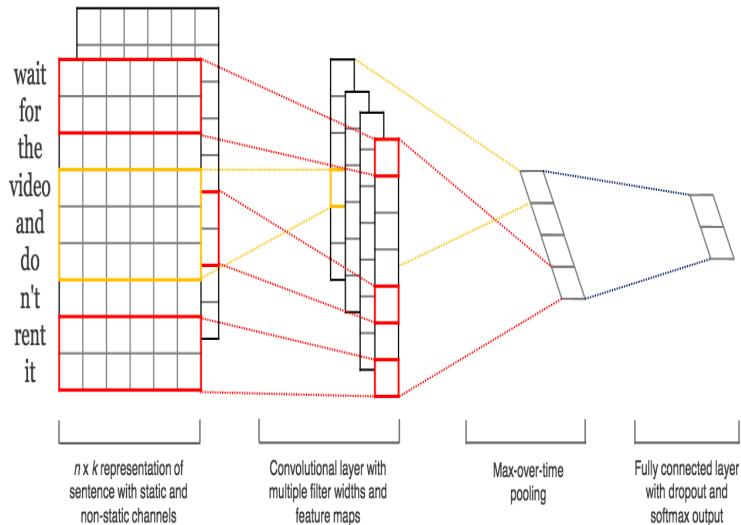 wait
for
the
video
and
do
n't
rent
it
n x k representation of
sentence with static and
non-static channels
Convolutional layer with
multiple filter widths and
feature maps
Max-over-time
pooling
Fully connected layer
with dropout and
softmax output